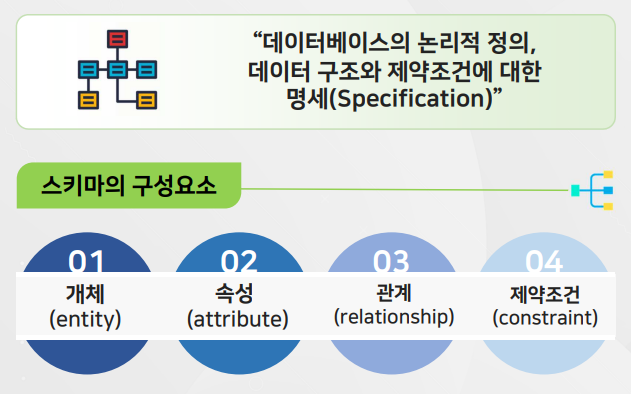 “데이터베이스의 논리적 정의,
데이터 구조와 제약조건에 대한
명세(Specification)”
스키마의 구성요소
01
개체
(entity)
02
속성
(attribute)
03
관계
(relationship)
04
제약조건
(constraint)